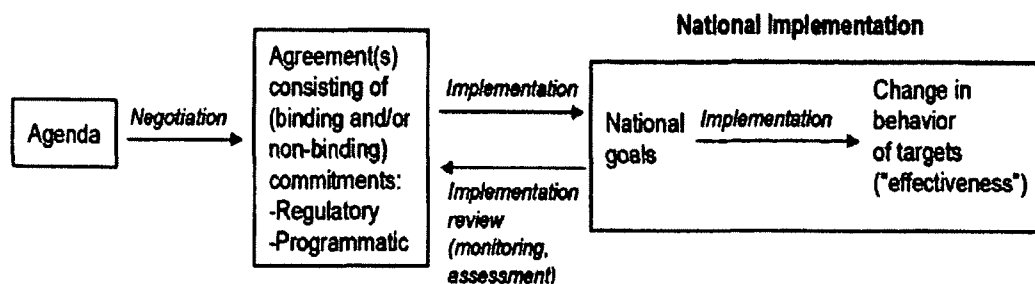 National Implementation
Agenda
Negotiation
Agreement(s)
consisting of
(binding and/or
non-binding)
commitments:
-Regulatory
-Programmatic
Implementation
Implementation
review
(monitoring,
assessment)
National
goals
Implementation
Change in
behavior
of targets
("effectiveness")